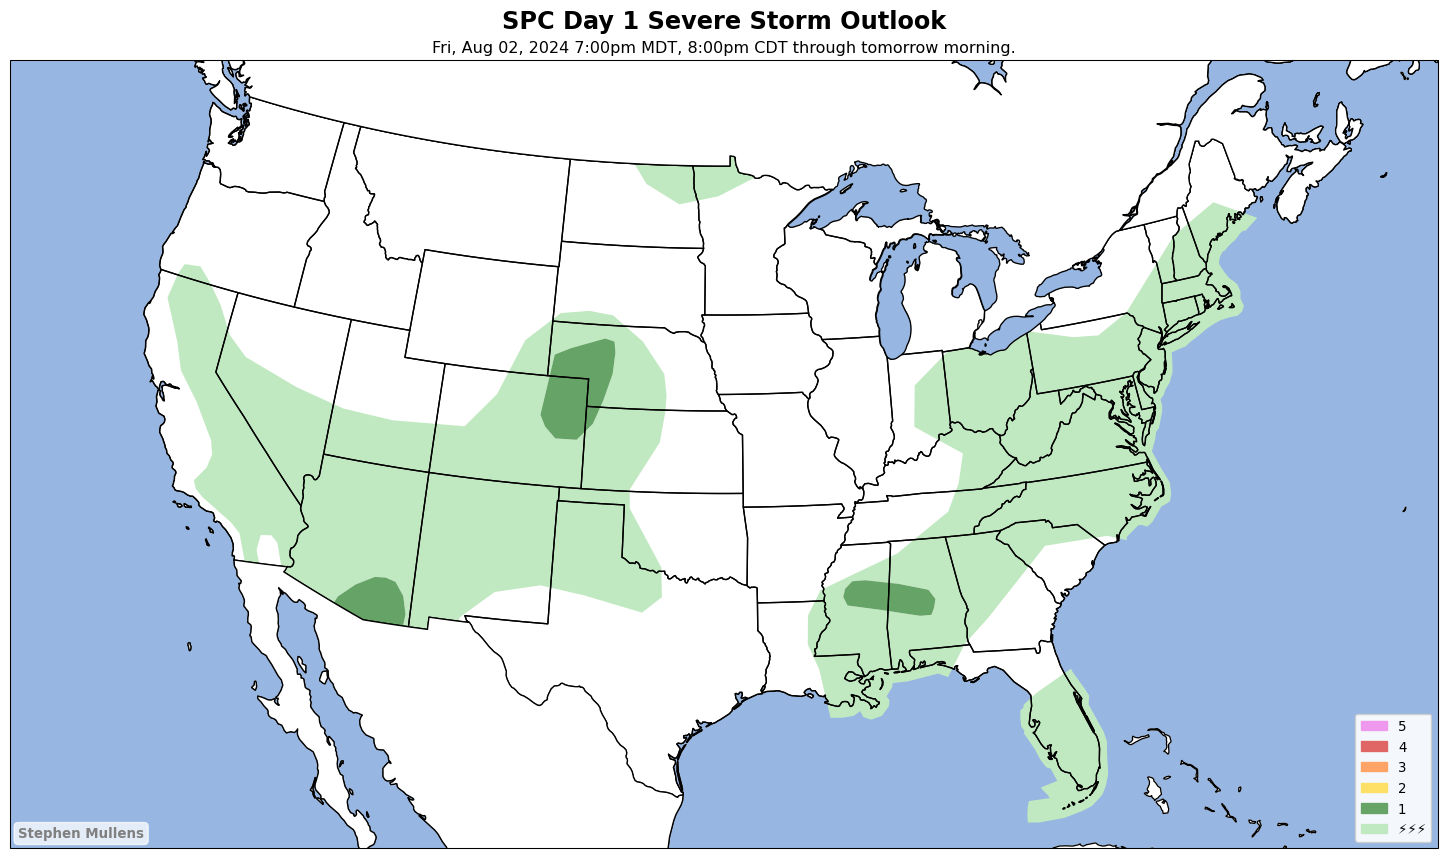 SPC Day 1 Severe Storm Outlook
Fri, Aug 02, 2024 7:00pm MDT, 8:00pm CDT through tomorrow morning.
5
4
3
2
1
⚡⚡⚡
Stephen Mullens